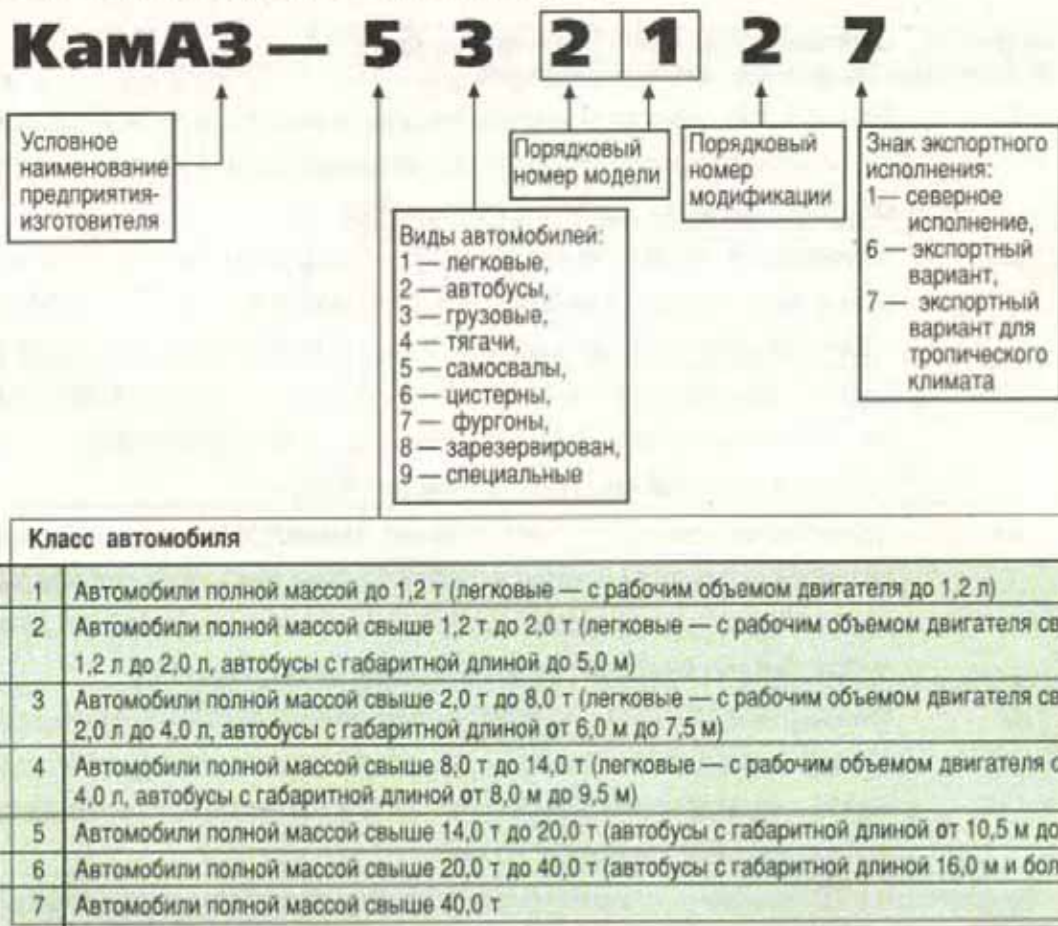 КамАЗ — 5 3 2 1 2 7
Условное
наименование
предприятия-
изготовителя
Виды автомобилей:
1 — легковые,
2 — автобусы,
3 — грузовые,
4 — тягачи,
5 — самосвалы,
6 — цистерны,
7 — фургоны,
8 — зарезервирован,
9 — специальные
Порядковый
номер модели
Порядковый
номер
модификации
Знак экспортного
исполнения:
1— северное
исполнение,
6 — экспортный
вариант,
7 — экспортный
вариант для
тропического
климата
Класс автомобиля
1 Автомобили полной массой до 1,2 т (легковые — с рабочим объемом двигателя до 1,2 л)
2 Автомобили полной массой свыше 1,2 т до 2,0 т (легковые — с рабочим объемом двигателя св
1,2 л до 2,0 л, автобусы с габаритной длиной до 5,0 м)
3 Автомобили полной массой свыше 2,0 т до 8,0 т (легковые — с рабочим объемом двигателя св
2,0 л до 4,0 л, автобусы с габаритной длиной от 6,0 м до 7,5 м)
4 Автомобили полной массой свыше 8,0 т до 14,0 т (легковые — с рабочим объемом двигателя с
4,0 л, автобусы с габаритной длиной от 8,0 м до 9,5 м)
5 Автомобили полной массой свыше 14,0 т до 20,0 т (автобусы с габаритной длиной от 10,5 м до
6 Автомобили полной массой свыше 20,0 т до 40,0 т (автобусы с габаритной длиной 16,0 м и бол
7 Автомобили полной массой свыше 40,0 т